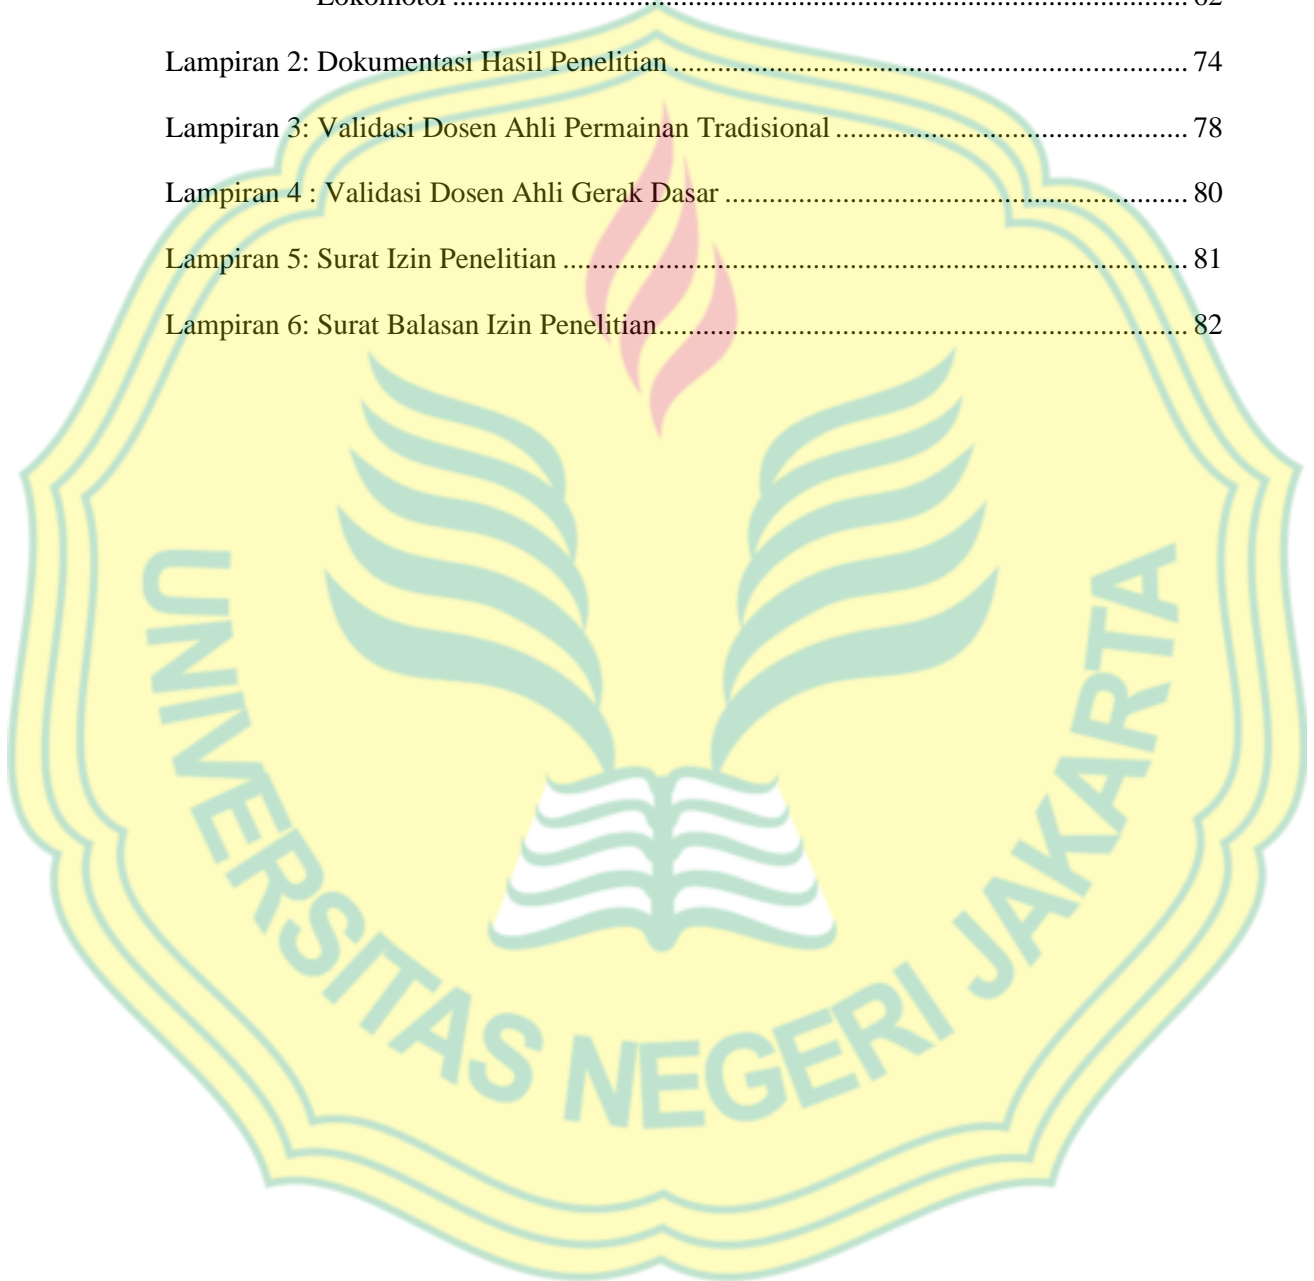 Lokomotor ........................................................................................................ 62
Lampiran 2: Dokumentasi Hasil Penelitian ......................................................................... 74
Lampiran 3: Validasi Dosen Ahli Permainan Tradisional .................................................. 78
Lampiran 4 : Validasi Dosen Ahli Gerak Dasar .................................................................. 80
Lampiran 5: Surat Izin Penelitian ......................................................................................... 81
Lampiran 6: Surat Balasan Izin Penelitian........................................................................... 82
UNIVERSITAS NEGERI JAKARTA